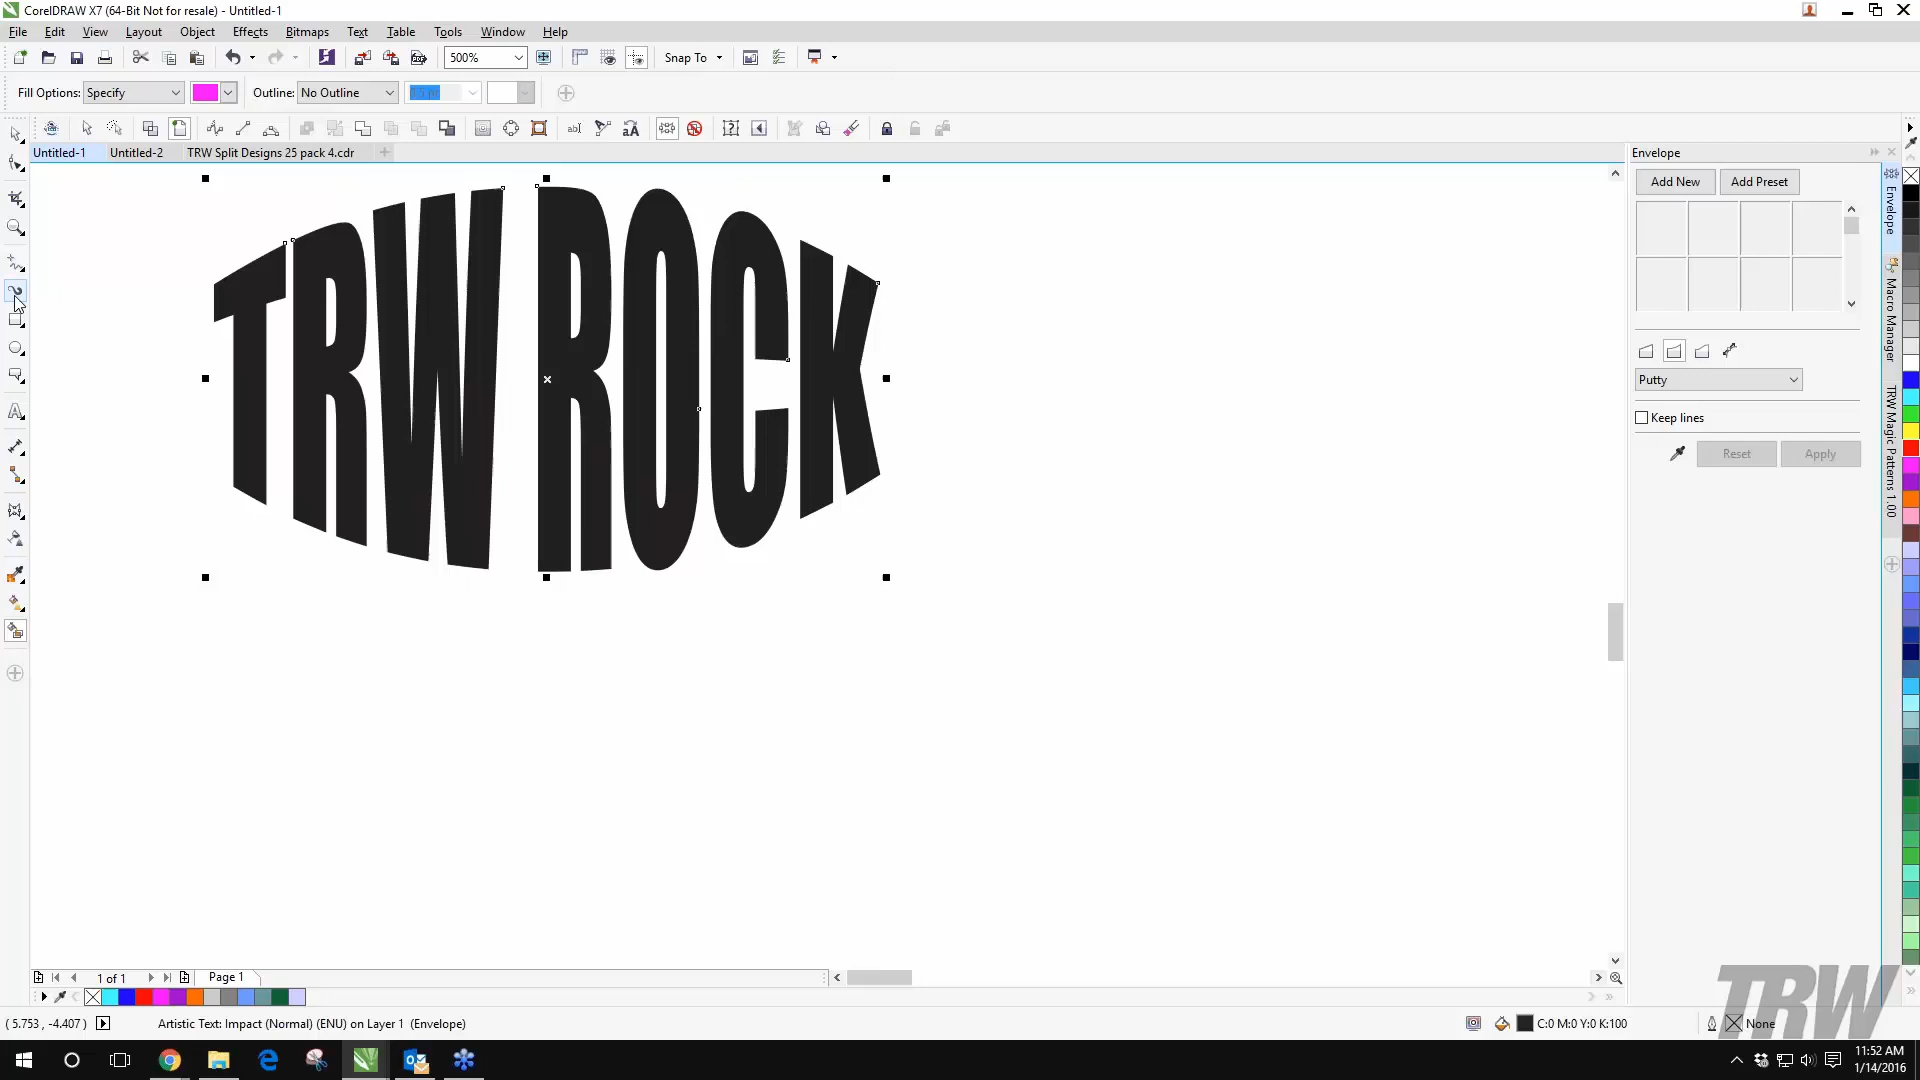 CorelDRAW X7 (64-Bit Not for resale) - Untitled-1
File Edit View Layout Object Effects Bitmaps Text Table Tools Window Help
500% Snap To
Fill Options: Specify Outline: No Outline
Untitled-1 Untitled-2 TRW Split Designs 25 pack 4.cdr
Envelope
Add New Add Preset
Putty
Keep lines
Reset Apply
Envelope
Macro Manager
TRW Magic Patterns 1.00
TRW ROCK
1 of 1 Page 1
( 5.753, -4.407 ) Artistic Text: Impact (Normal) (ENU) on Layer 1 (Envelope) C:0 M:0 Y:0 K:100 None
TRW
11:52 AM
1/14/2016